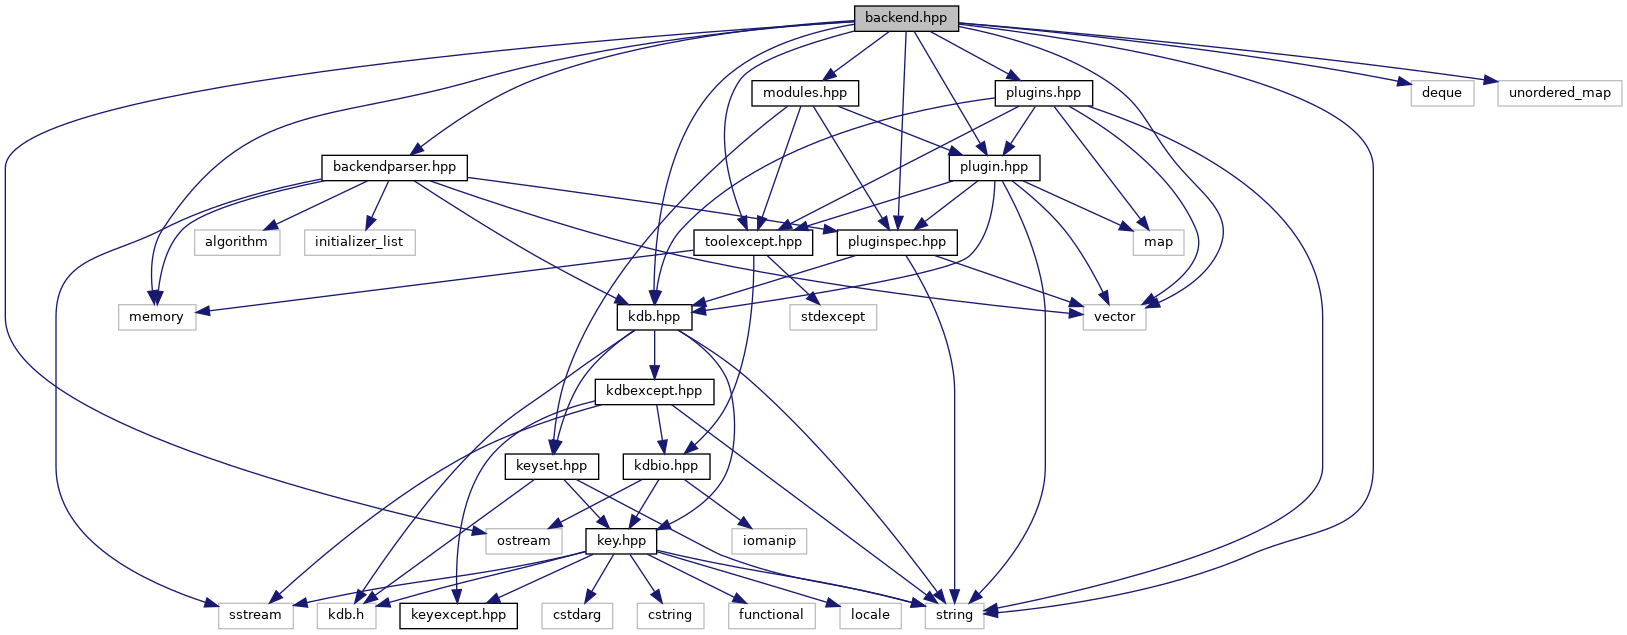 backend.hpp
modules.hpp
plugins.hpp
deque
unordered_map
backendparser.hpp
plugin.hpp
algorithm
initializer_list
toolexcept.hpp
pluginspec.hpp
map
memory
kdb.hpp
stdexcept
vector
kdbexcept.hpp
keyset.hpp
kdbio.hpp
ostream
key.hpp
iomanip
sstream
kdb.h
keyexcept.hpp
cstdarg
cstring
functional
locale
string